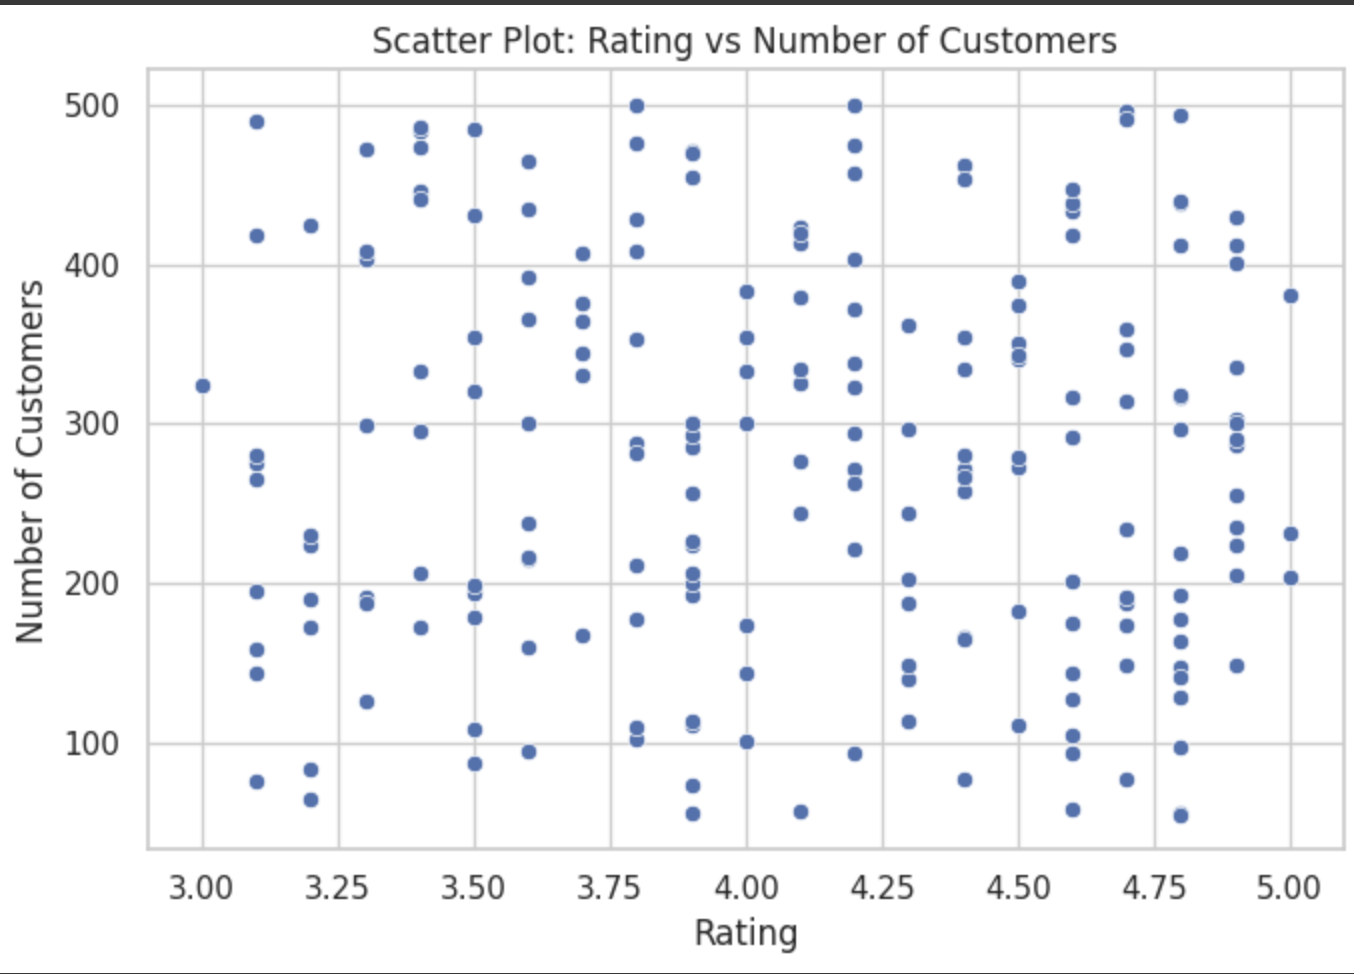 Scatter Plot: Rating vs Number of Customers
Number of Customers
500
400
300
200
100
3.00 3.25 3.50 3.75 4.00 4.25 4.50 4.75 5.00
Rating